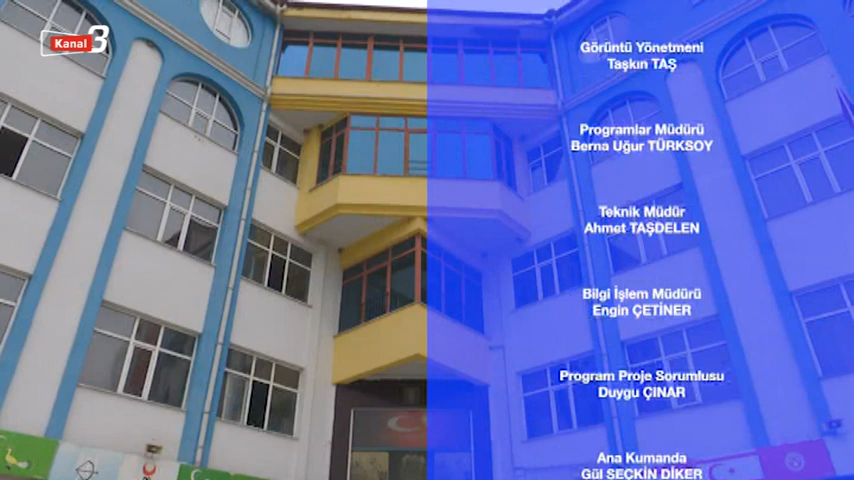 Kanal 3
Görüntü Yönetmeni
Taşkın TAŞ
Programlar Müdürü
Berna Uğur TÜRKSOY
Teknik Müdür
Ahmet TAŞDELEN
Bilgi İşlem Müdürü
Engin ÇETİNER
Program Proje Sorumlusu
Duygu ÇINAR
Ana Kumanda
Gül SEÇKİN DİKER